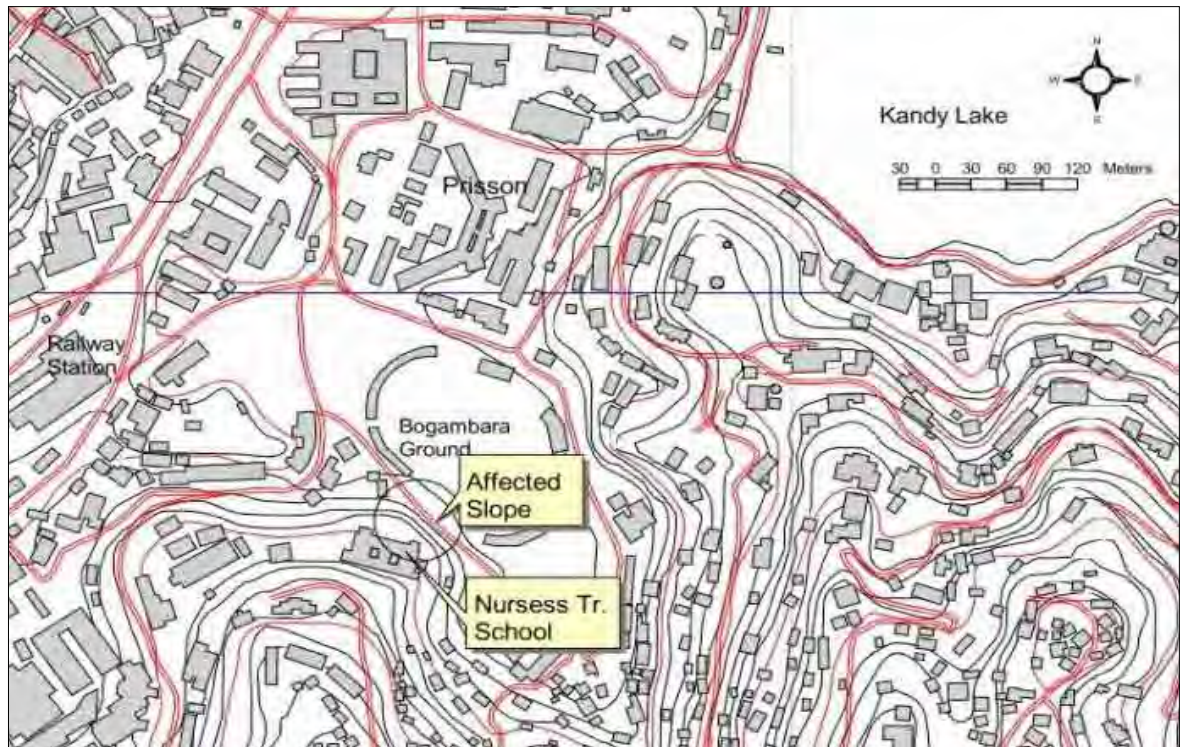 N
W E
S
Kandy Lake
30 0 30 60 90 120 Meters
Prisson
Railway
Station
Bogambara
Ground
Affected
Slope
Nursess Tr.
School